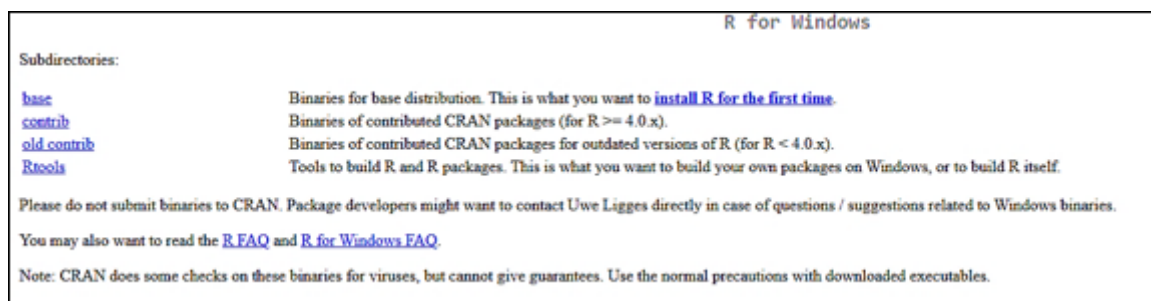 R for Windows
Subdirectories:
base Binaries for base distribution. This is what you want to install R for the first time.
contrib Binaries of contributed CRAN packages (for R >= 4.0.x).
old contrib Binaries of contributed CRAN packages for outdated versions of R (for R < 4.0.x).
Rtools Tools to build R and R packages. This is what you want to build your own packages on Windows, or to build R itself.
Please do not submit binaries to CRAN. Package developers might want to contact Uwe Ligges directly in case of questions / suggestions related to Windows binaries.
You may also want to read the R FAQ and R for Windows FAQ.
Note: CRAN does some checks on these binaries for viruses, but cannot give guarantees. Use the normal precautions with downloaded executables.